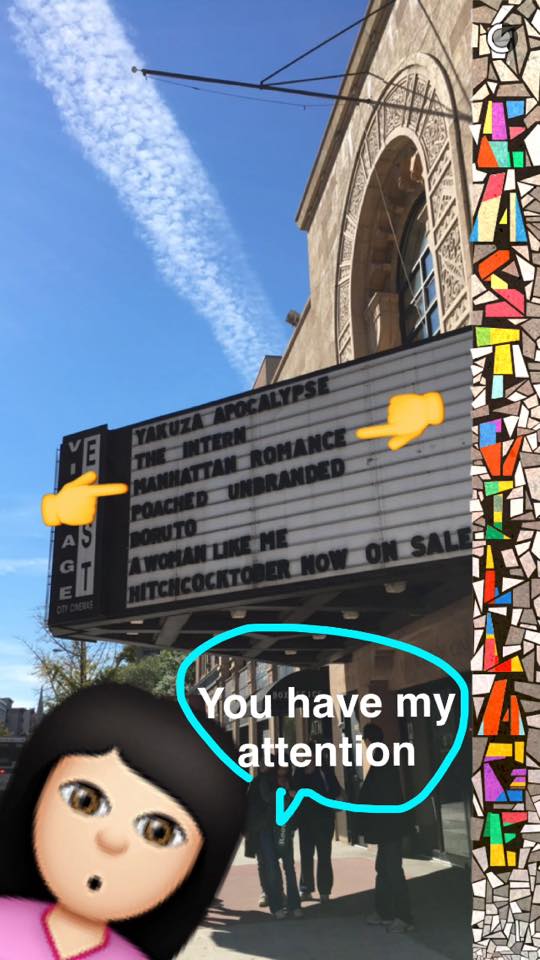 VILLAGE
EAST
CITY CINEMAS
YAKUZA APOCALYPSE
THE INTERN
MANHATTAN ROMANCE
POACHED UNBRANDED
BORUTO
A WOMAN LIKE ME
HITCHCOCKTOBER NOW ON SALE
You have my
attention
EAST VILLAGE